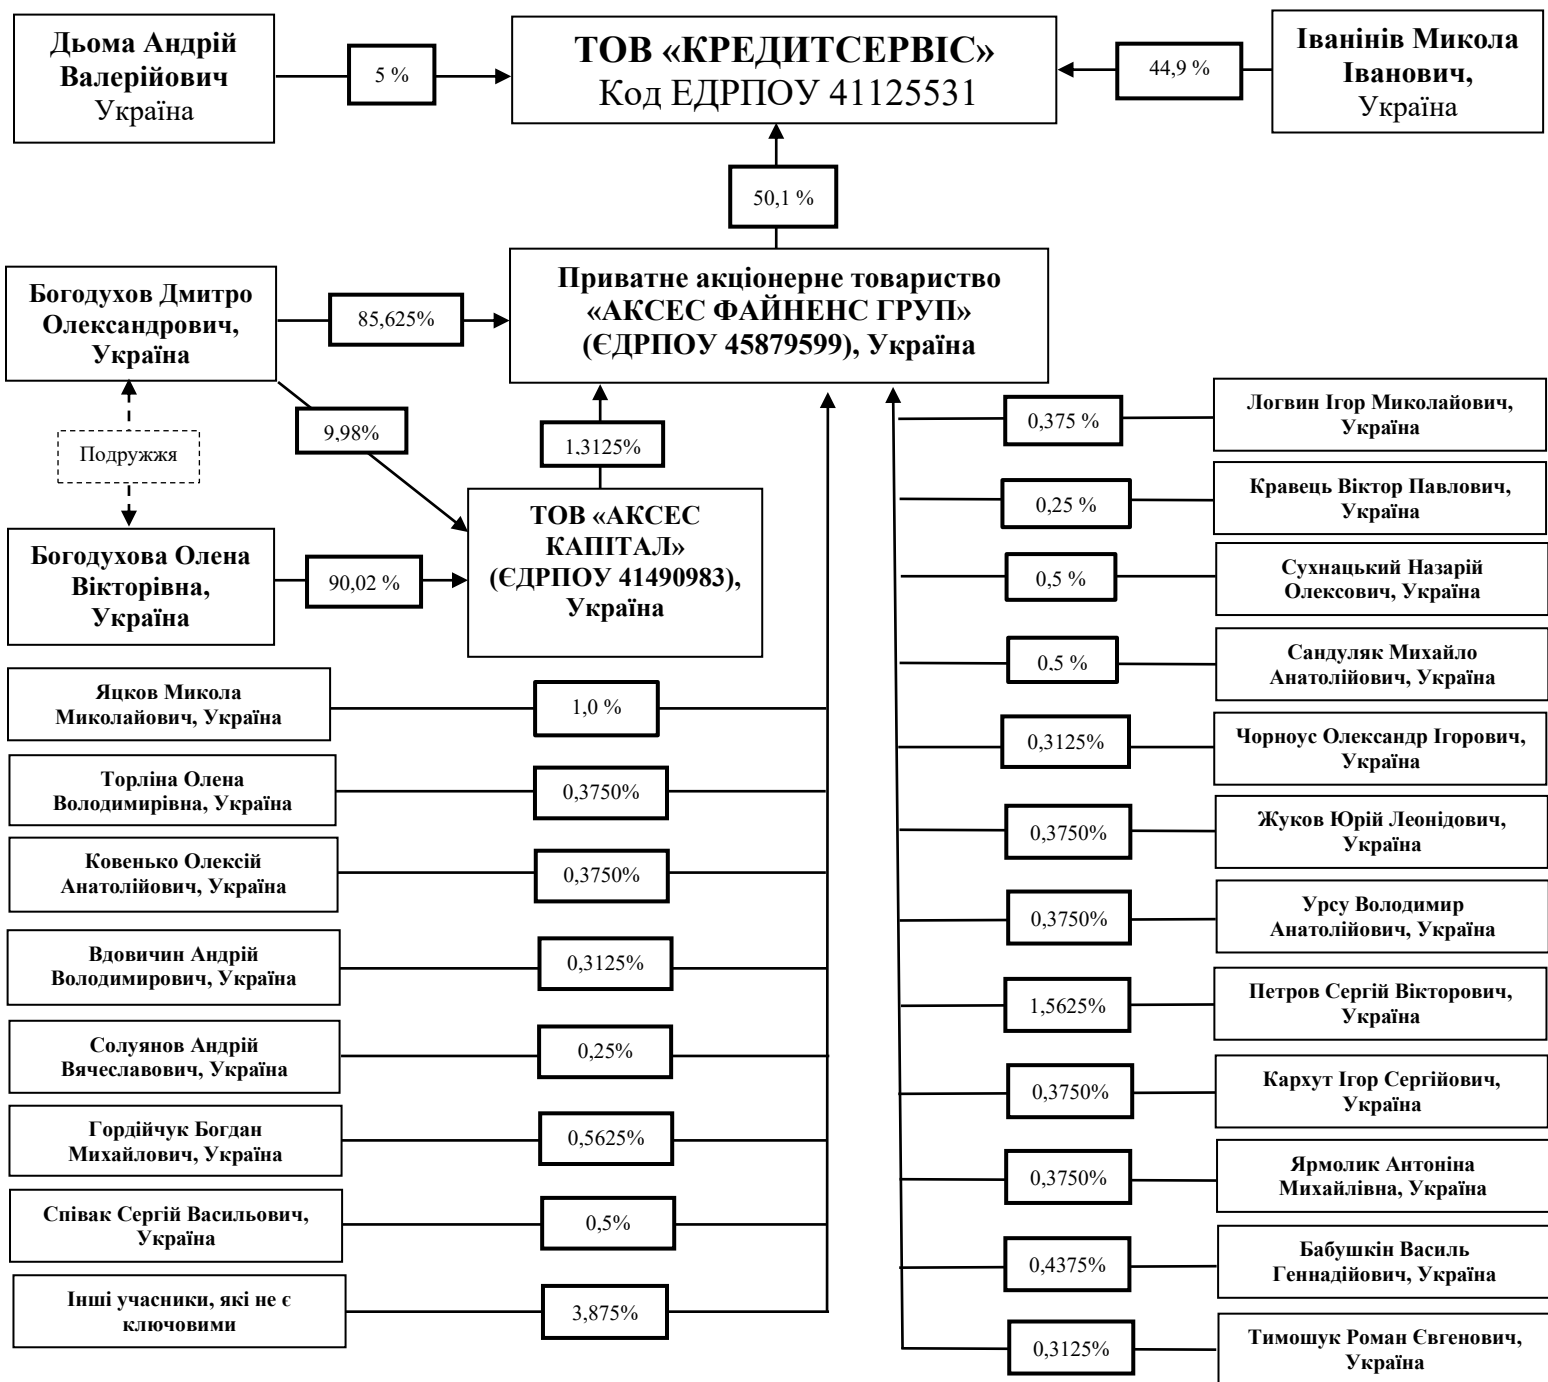 Дьома Андрій
Валерійович
Україна
5 %
ТОВ «КРЕДИТСЕРВІС»
Код ЕДРПОУ 41125531
44,9 %
Іванінів Микола
Іванович,
Україна
50,1 %
Богодухов Дмитро
Олександрович,
Україна
85,625%
Приватне акціонерне товариство
«АКСЕС ФАЙНЕНС ГРУП»
(ЄДРПОУ 45879599), Україна
9,98%
1,3125%
Подружжя
Богодухова Олена
Вікторівна,
Україна
90,02 %
ТОВ «АКСЕС
КАПІТАЛ»
(ЄДРПОУ 41490983),
Україна
Яцков Микола
Миколайович, Україна
1,0 %
Торліна Олена
Володимирівна, Україна
0,3750%
Ковенько Олексій
Анатолійович, Україна
0,3750%
Вдовичин Андрій
Володимирович, Україна
0,3125%
Солуянов Андрій
Вячеславович, Україна
0,25%
Гордійчук Богдан
Михайлович, Україна
0,5625%
Співак Сергій Васильович,
Україна
0,5%
Інші учасники, які не є
ключовими
3,875%
0,375 %
Логвин Ігор Миколайович,
Україна
0,25 %
Кравець Віктор Павлович,
Україна
0,5 %
Сухнацький Назарій
Олексович, Україна
0,5 %
Сандуляк Михайло
Анатолійович, Україна
0,3125%
Чорноус Олександр Ігорович,
Україна
0,3750%
Жуков Юрій Леонідович,
Україна
0,3750%
Урсу Володимир
Анатолійович, Україна
1,5625%
Петров Сергій Вікторович,
Україна
0,3750%
Кархут Ігор Сергійович,
Україна
0,3750%
Ярмолик Антоніна
Михайлівна, Україна
0,4375%
Бабушкін Василь
Геннадійович, Україна
0,3125%
Тимошук Роман Євгенович,
Україна